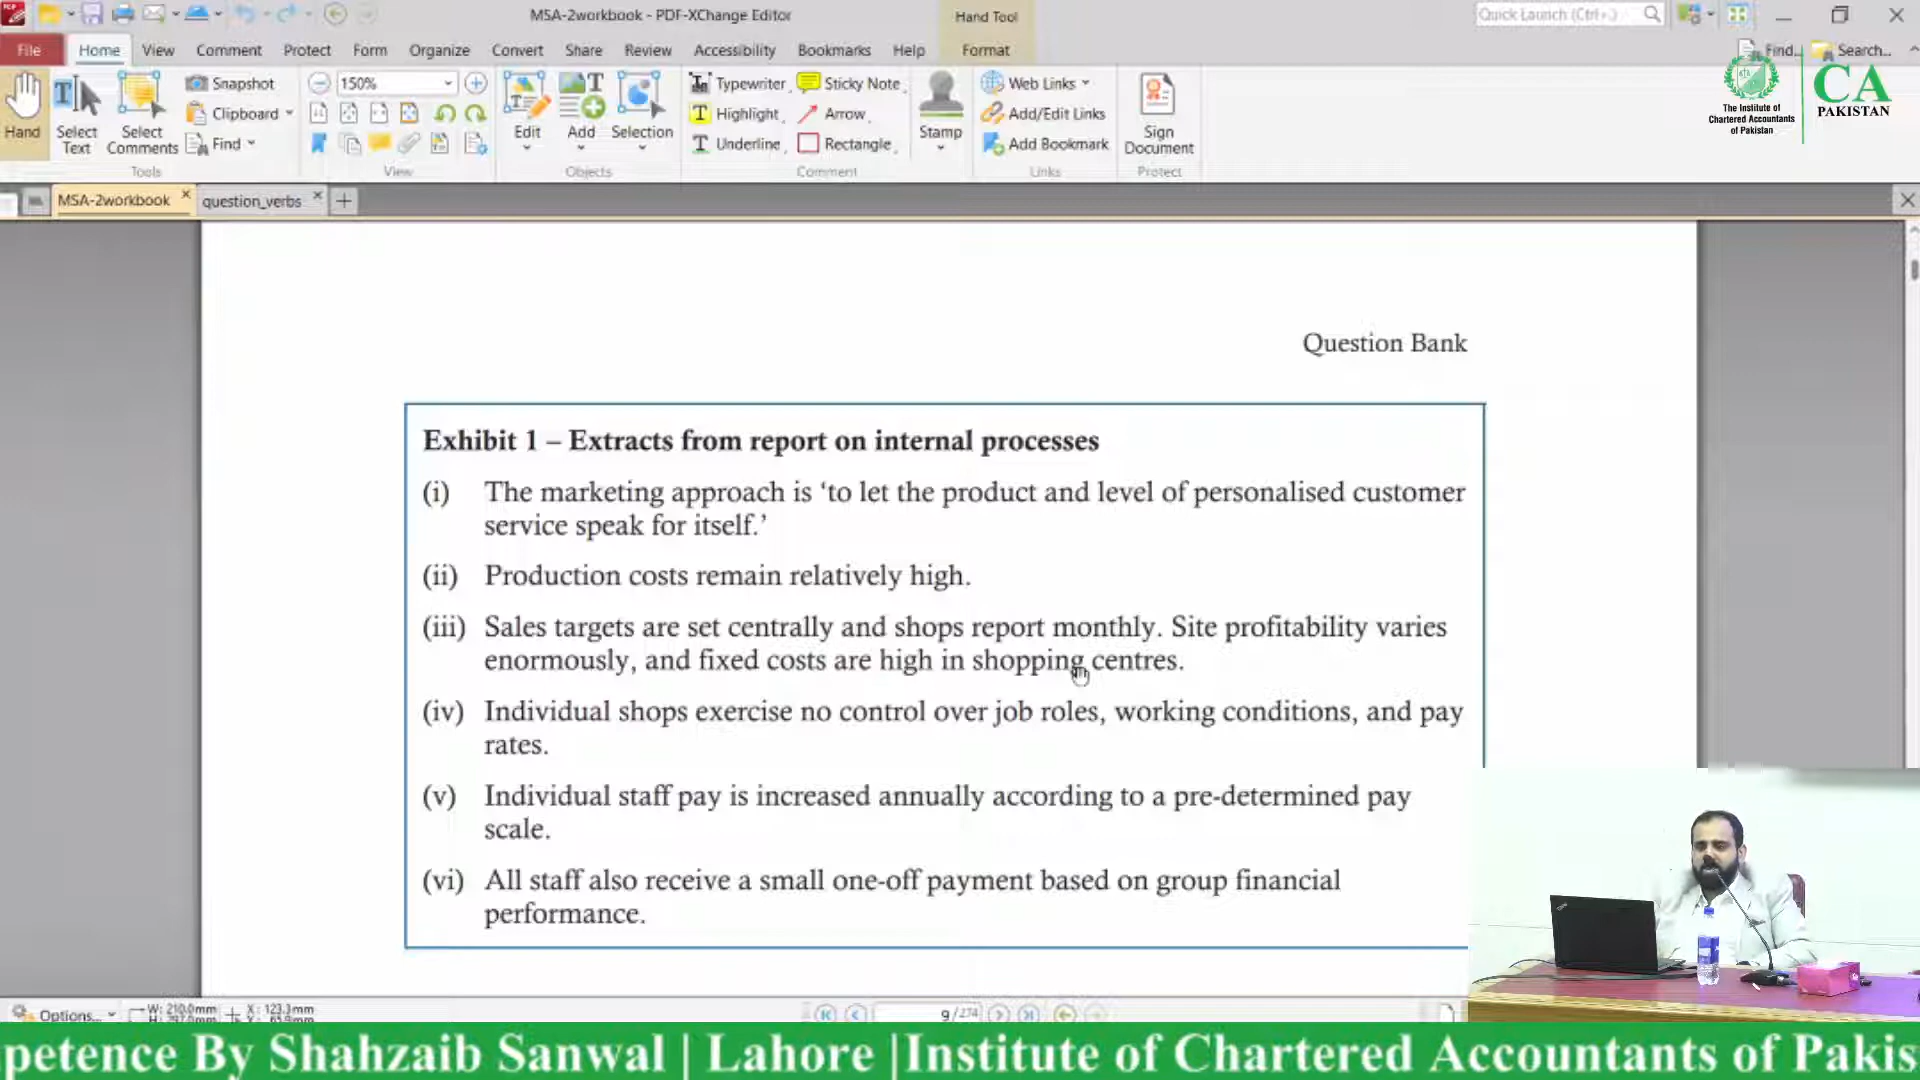 MSA-2workbook - PDF-XChange Editor
Hand Tool
Quick Launch (Ctrl+.)
File Home View Comment Protect Form Organize Convert Share Review Accessibility Bookmarks Help Format
Find... Search...
Hand
Select Text
Select Comments
Snapshot
Clipboard
Find
Tools
150%
View
Edit
Add
Selection
Objects
Typewriter Sticky Note
Highlight Arrow
Underline Rectangle
Comment
Stamp
Web Links
Add/Edit Links
Add Bookmark
Links
Sign Document
Protect
The Institute of
Chartered Accountants
of Pakistan
CA
PAKISTAN
MSA-2workbook question_verbs
Question Bank
Exhibit 1 – Extracts from report on internal processes
(i) The marketing approach is ‘to let the product and level of personalised customer
service speak for itself.’
(ii) Production costs remain relatively high.
(iii) Sales targets are set centrally and shops report monthly. Site profitability varies
enormously, and fixed costs are high in shopping centres.
(iv) Individual shops exercise no control over job roles, working conditions, and pay
rates.
(v) Individual staff pay is increased annually according to a pre-determined pay
scale.
(vi) All staff also receive a small one-off payment based on group financial
performance.
Options... W: 210.0mm X: 123.3mm
9 / 274
petence By Shahzaib Sanwal | Lahore |Institute of Chartered Accountants of Pakis